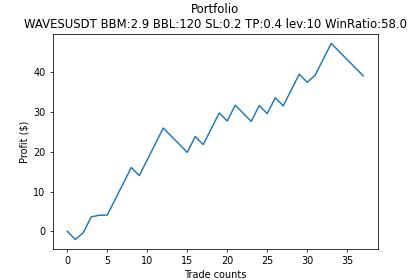 Portfolio
WAVESUSDT BBM:2.9 BBL:120 SL:0.2 TP:0.4 lev:10 WinRatio:58.0
Profit ($)
40
30
20
10
0
0 5 10 15 20 25 30 35
Trade counts